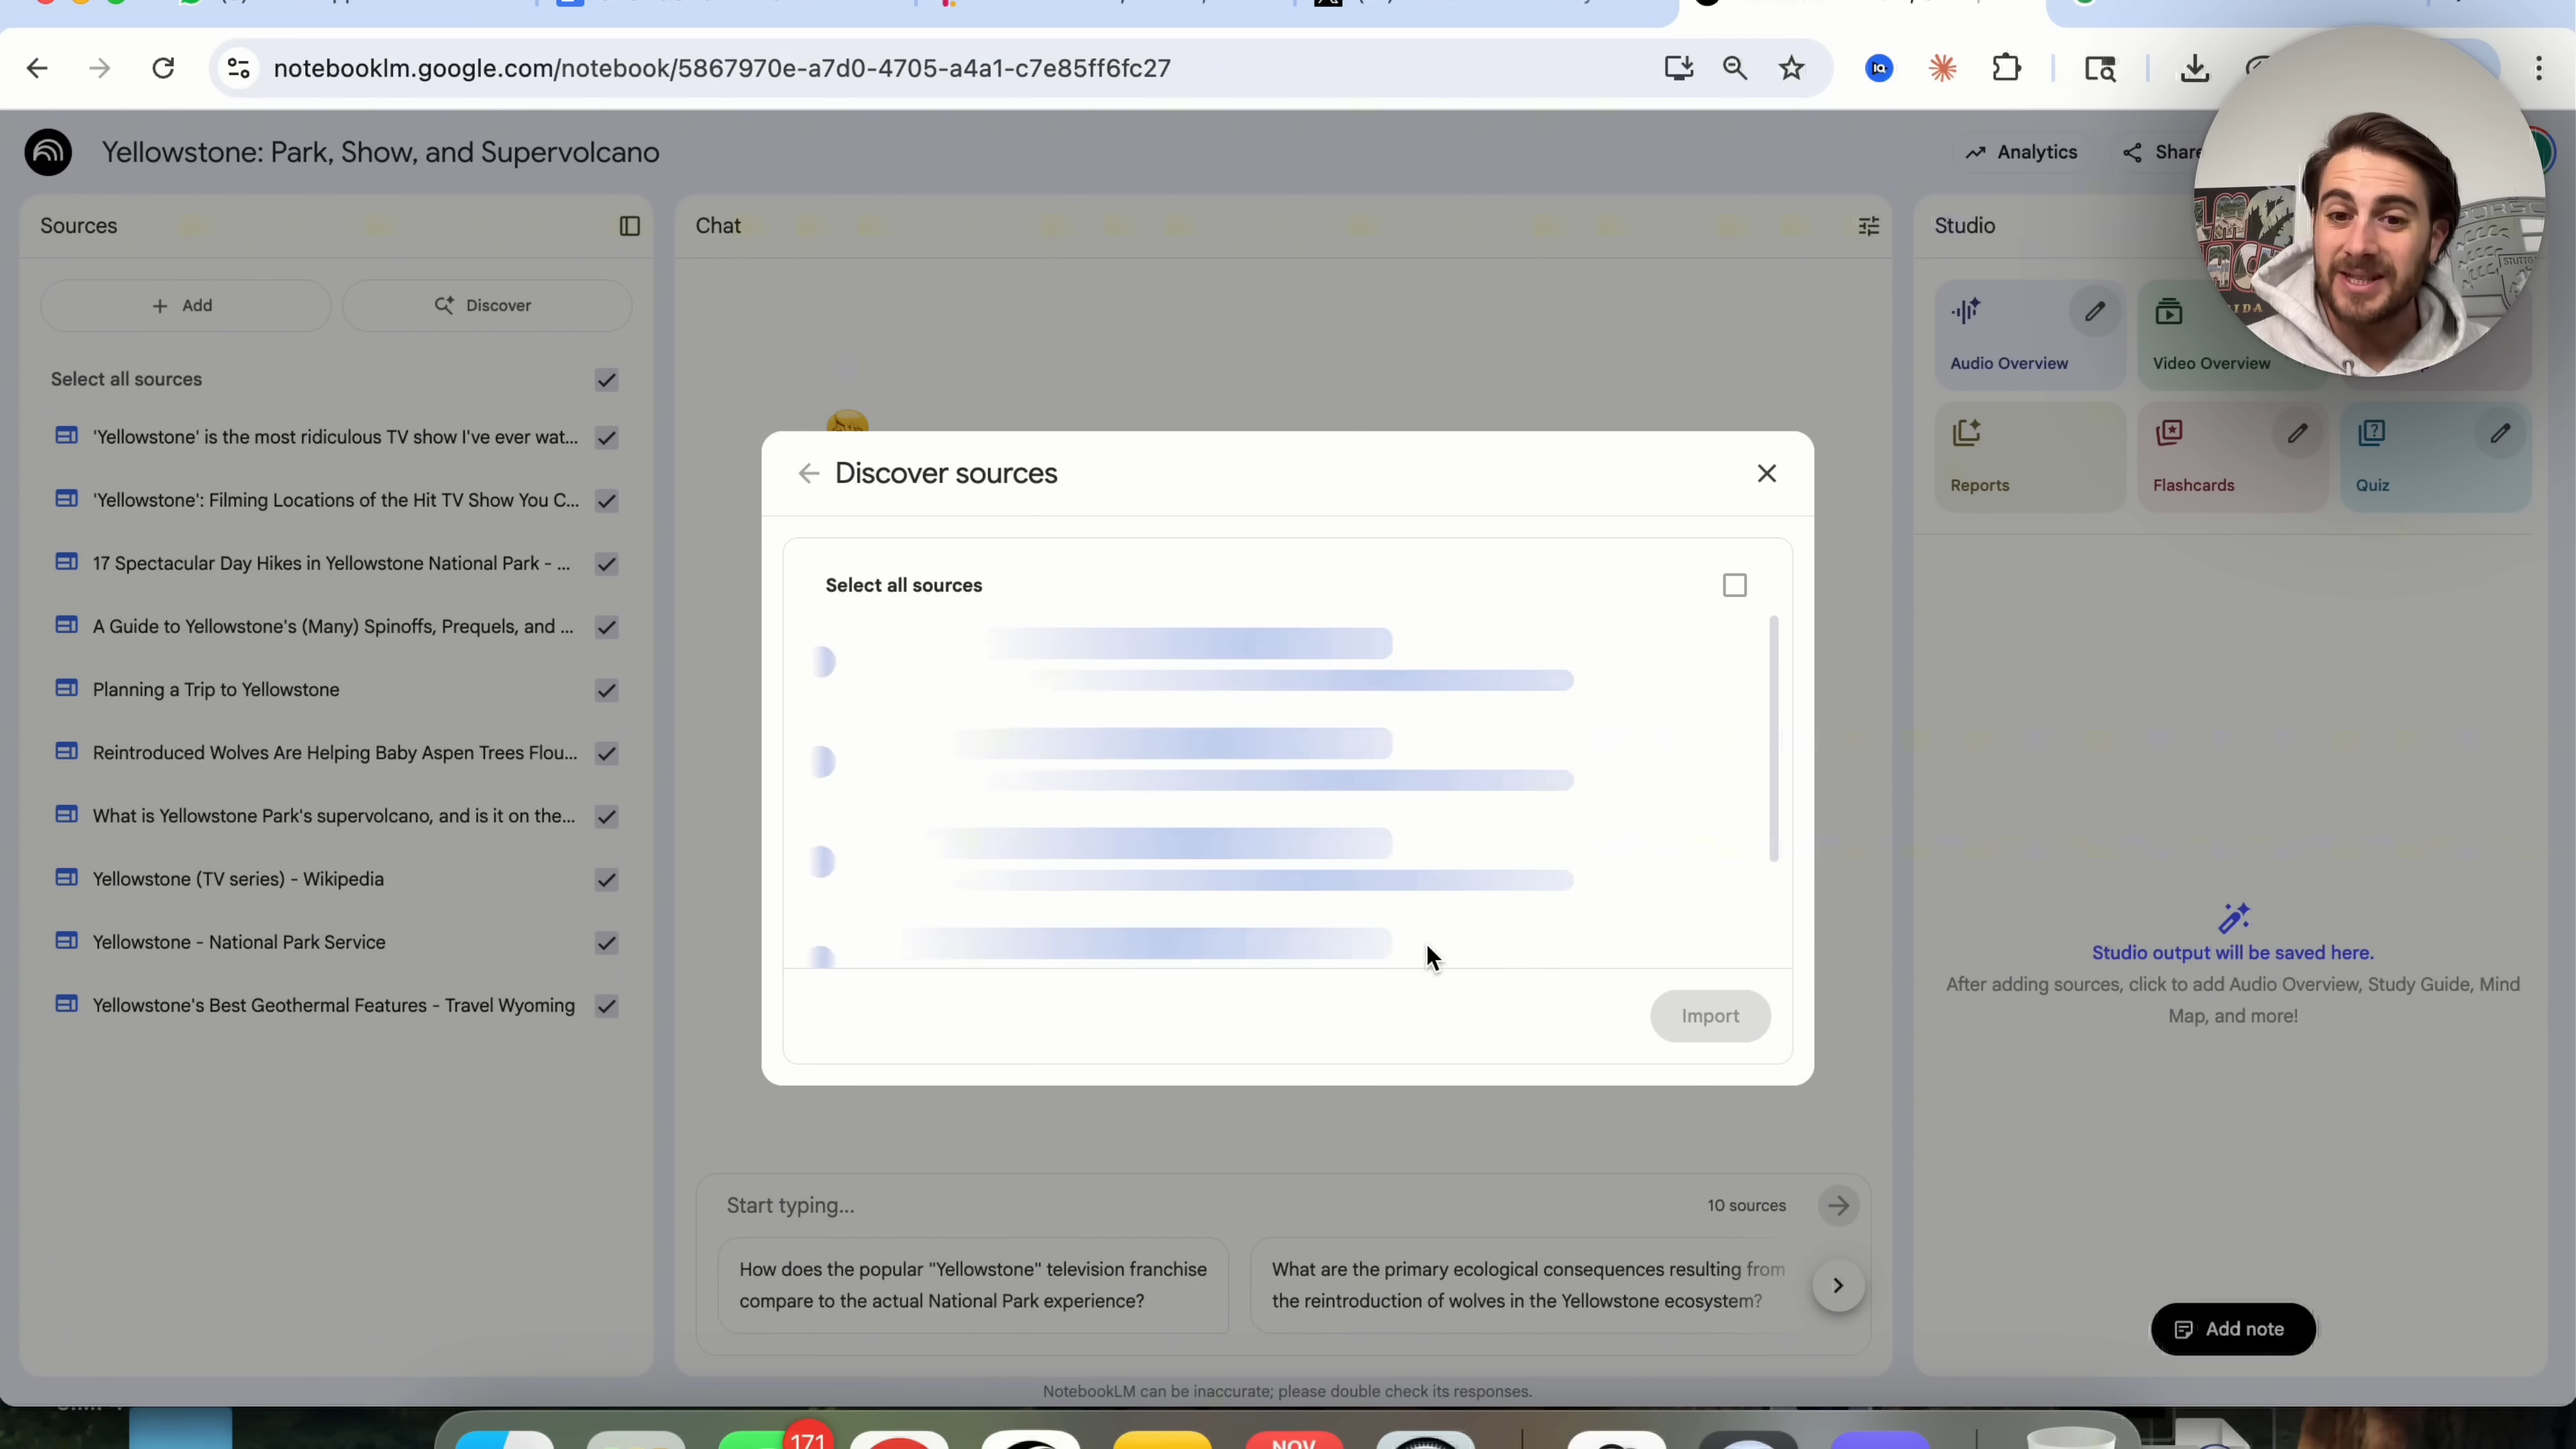 notebooklm.google.com/notebook/5867970e-a7d0-4705-a4a1-c7e85ff6fc27
Yellowstone: Park, Show, and Supervolcano
Analytics
Share
Sources
Add
Discover
Select all sources
'Yellowstone' is the most ridiculous TV show I've ever wat...
'Yellowstone': Filming Locations of the Hit TV Show You C...
17 Spectacular Day Hikes in Yellowstone National Park - ...
A Guide to Yellowstone's (Many) Spinoffs, Prequels, and ...
Planning a Trip to Yellowstone
Reintroduced Wolves Are Helping Baby Aspen Trees Flou...
What is Yellowstone Park's supervolcano, and is it on the...
Yellowstone (TV series) - Wikipedia
Yellowstone - National Park Service
Yellowstone's Best Geothermal Features - Travel Wyoming
Chat
Discover sources
Select all sources
Import
Start typing...
10 sources
How does the popular "Yellowstone" television franchise
compare to the actual National Park experience?
What are the primary ecological consequences resulting from
the reintroduction of wolves in the Yellowstone ecosystem?
NotebookLM can be inaccurate; please double check its responses.
Studio
Audio Overview
Video Overview
Reports
Flashcards
Quiz
Studio output will be saved here.
After adding sources, click to add Audio Overview, Study Guide, Mind
Map, and more!
Add note
171
NOV